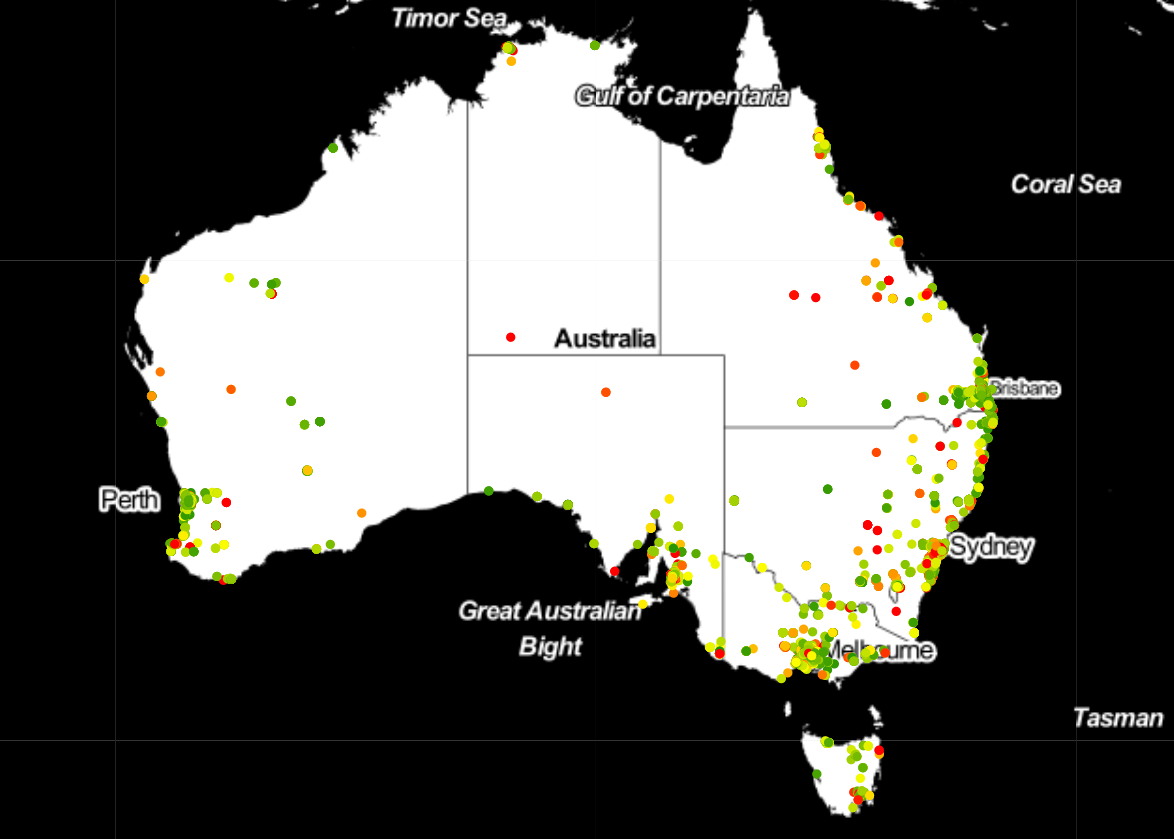 Timor Sea
Gulf of Carpentaria
Coral Sea
Australia
Brisbane
Perth
Sydney
Great Australian
Bight
Melbourne
Tasman